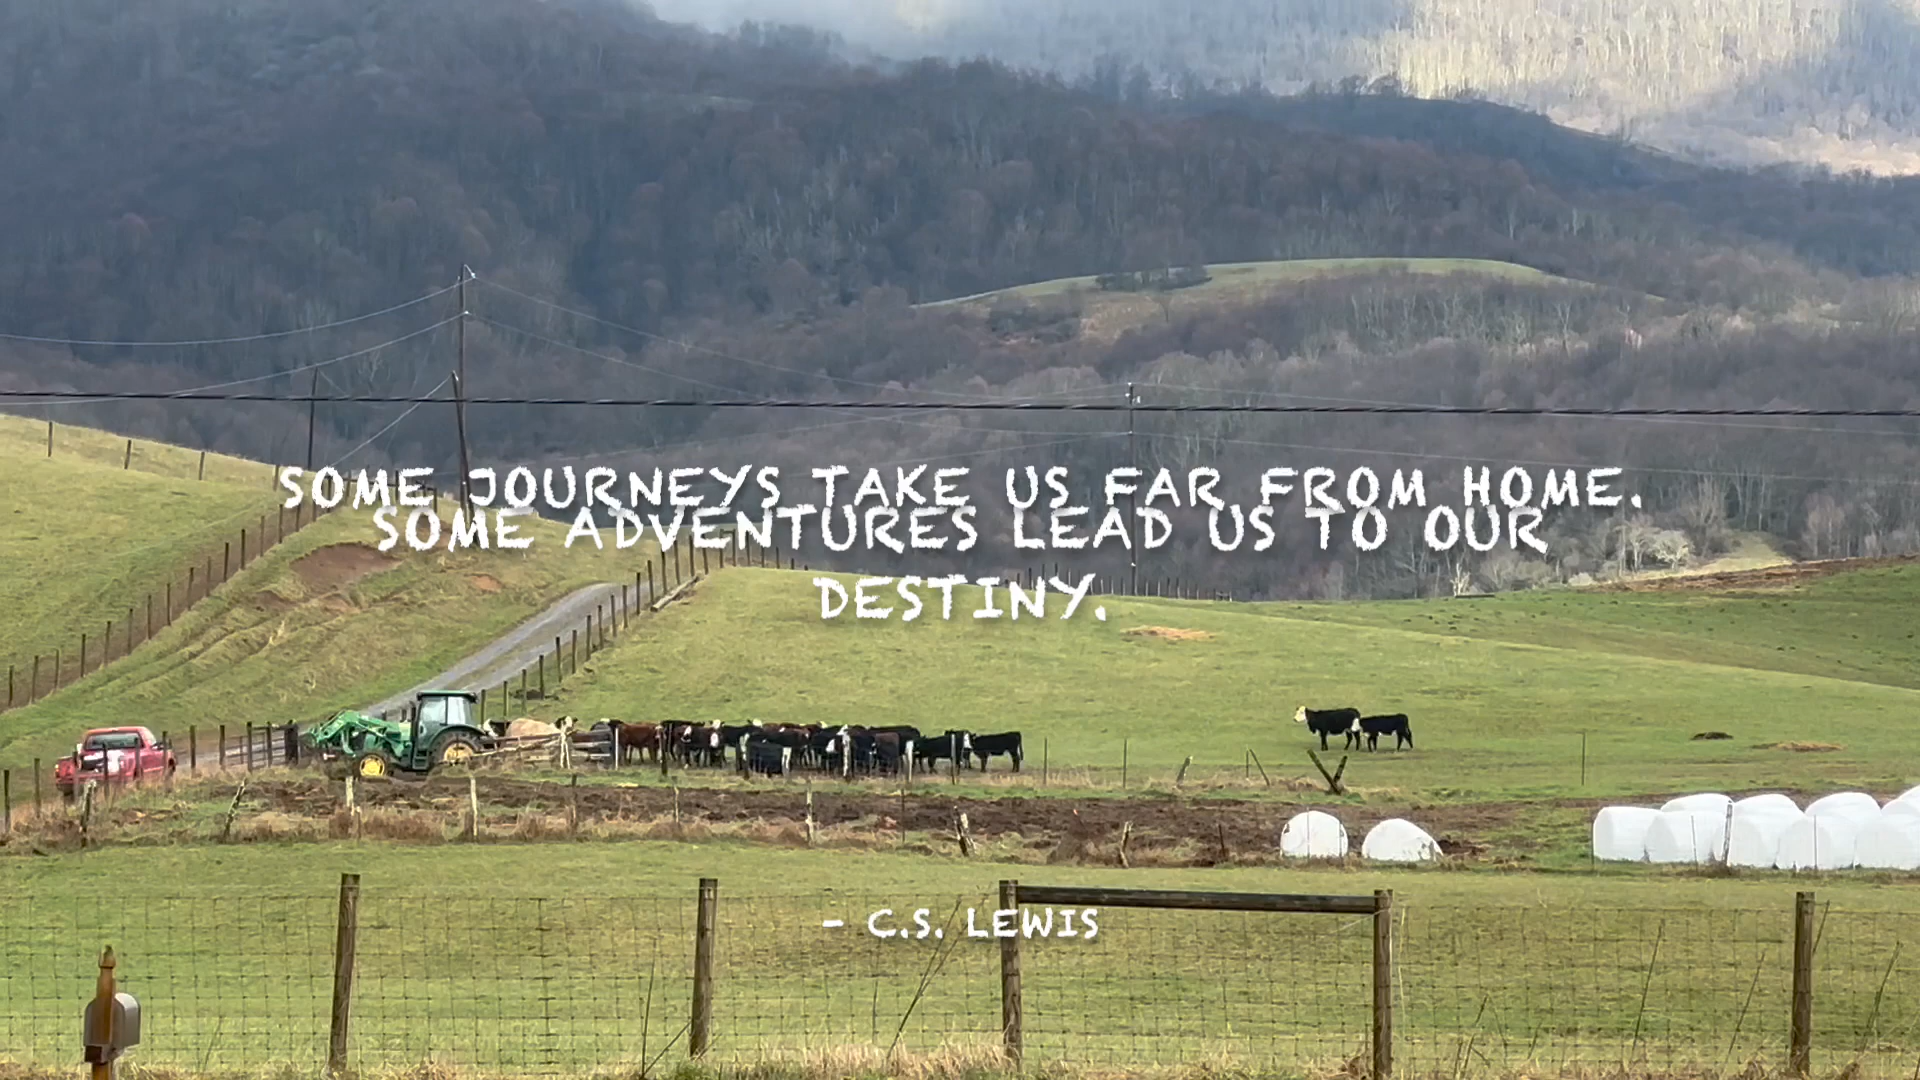 SOME JOURNEYS TAKE US FAR FROM HOME.
SOME ADVENTURES LEAD US TO OUR
DESTINY.
- C.S. LEWIS